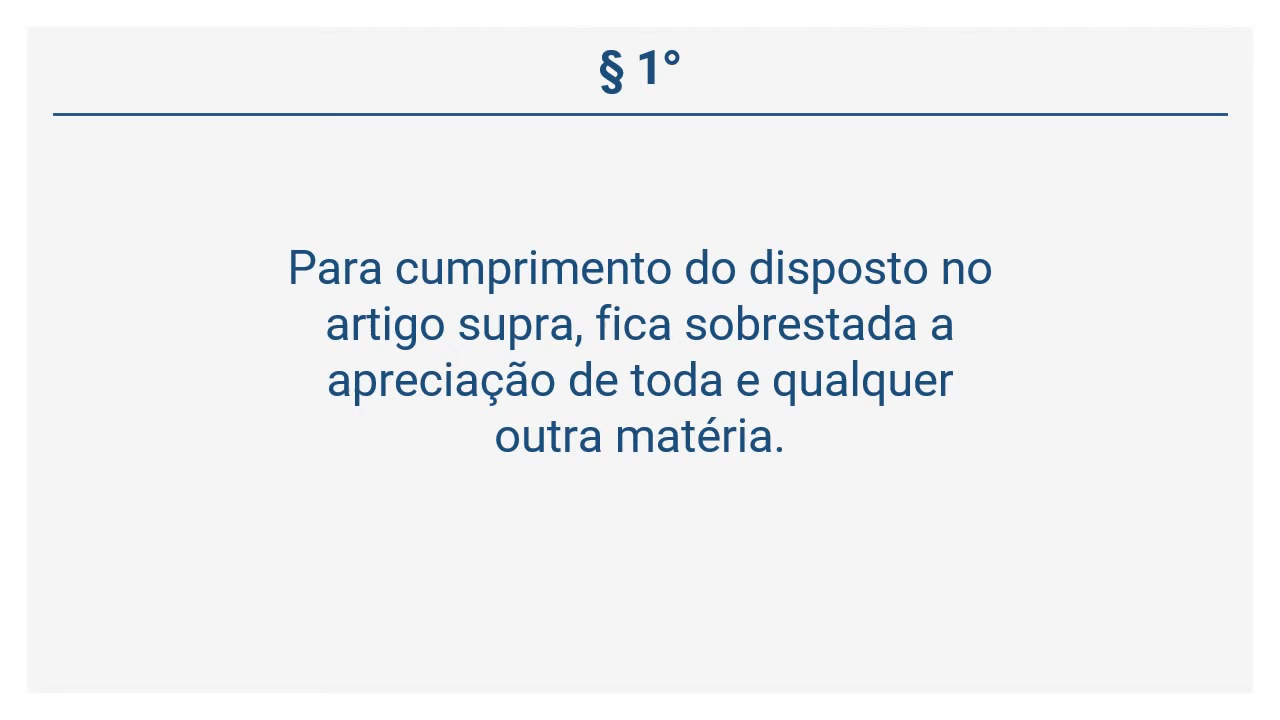 § 1°
Para cumprimento do disposto no
artigo supra, fica sobrestada a
apreciação de toda e qualquer
outra matéria.